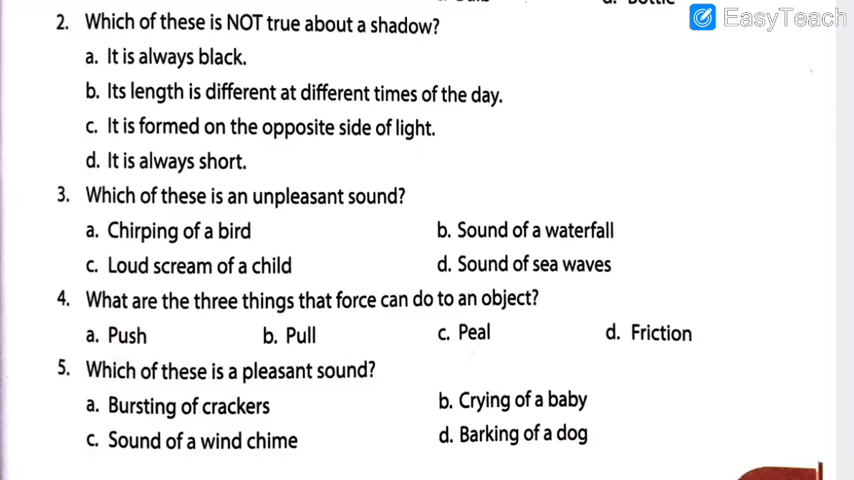 EasyTeach
2. Which of these is NOT true about a shadow?
a. It is always black.
b. Its length is different at different times of the day.
c. It is formed on the opposite side of light.
d. It is always short.
3. Which of these is an unpleasant sound?
a. Chirping of a bird b. Sound of a waterfall
c. Loud scream of a child d. Sound of sea waves
4. What are the three things that force can do to an object?
a. Push b. Pull c. Peal d. Friction
5. Which of these is a pleasant sound?
a. Bursting of crackers b. Crying of a baby
c. Sound of a wind chime d. Barking of a dog